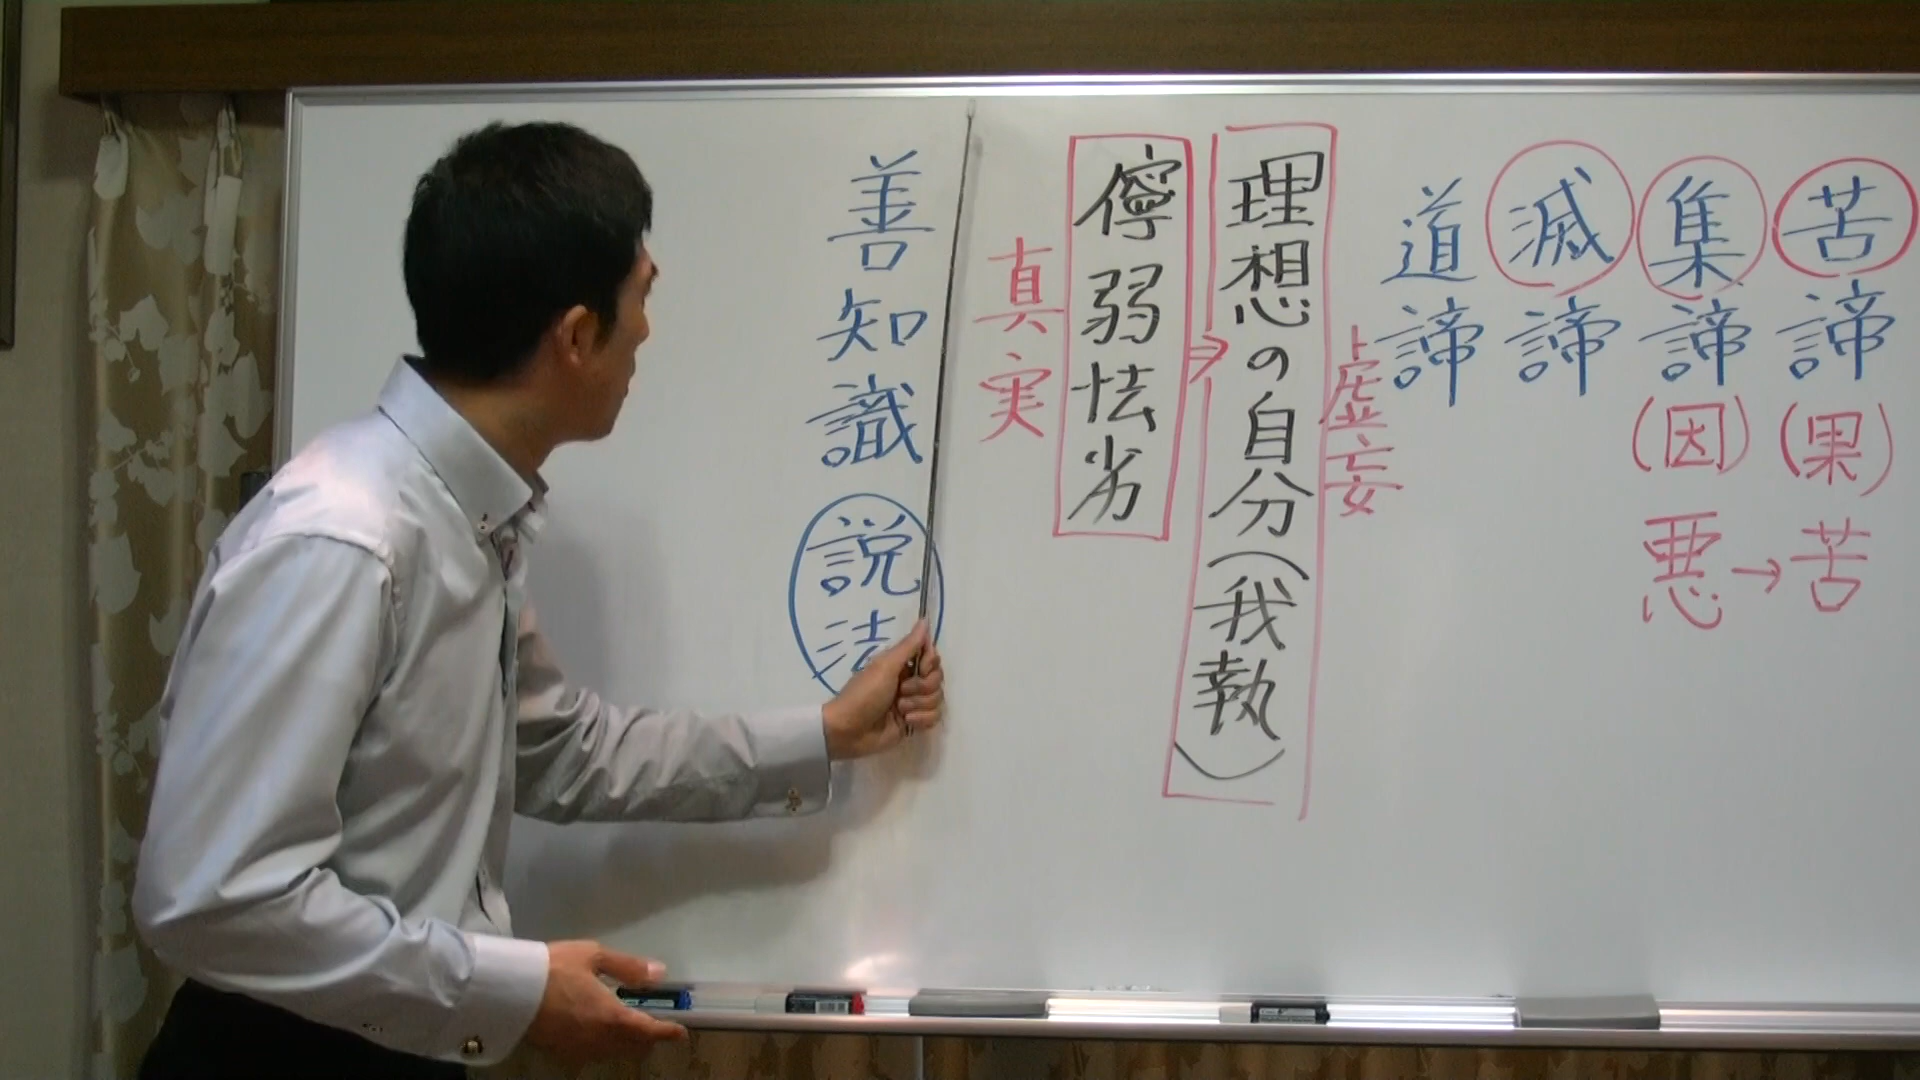 苦諦(果)苦
集諦(因)悪→
滅諦
道諦
虚妄
理想の自分(我執)
⇒
儜弱怯劣
真実
善知識 説法